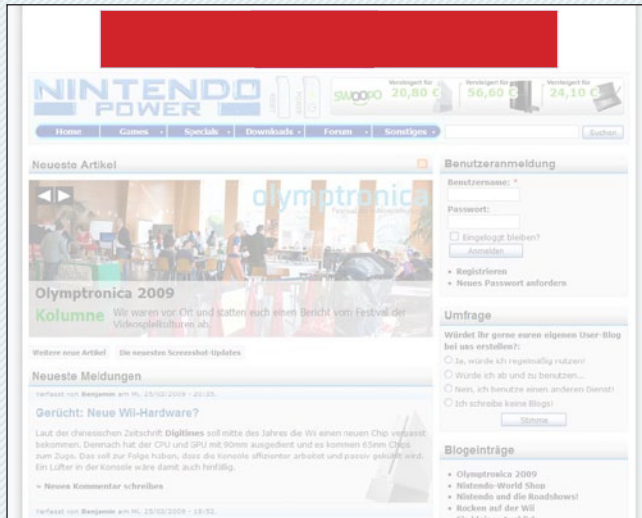 NINTENDO
POWER
SWOOPO
Versteigert für
20,80 €
Versteigert für
56,60 €
Versteigert für
24,10 €
Home Games Specials Downloads Forum Sonstiges
Suchen
Neueste Artikel
olymptronica
Festival der Videospielkulturen
Olymptronica 2009
Kolumne Wir waren vor Ort und statten euch einen Bericht vom Festival der
Videospielkulturen ab.
Weitere neue Artikel Die neuesten Screenshot-Updates
Neueste Meldungen
Verfasst von Benjamin am Mi, 25/03/2009 - 20:35.
Gerücht: Neue Wii-Hardware?
Laut der chinesischen Zeitschrift Digitimes soll mitte des Jahres die Wii einen neuen Chip verpasst
bekommen. Demnach hat der CPU und GPU mit 90mm ausgedient und es kommen 65nm Chips
zum Zuge. Das soll zur Folge haben, dass die Konsole effizienter arbeitet und passiv gekühlt wird.
Ein Lüfter in der Konsole wäre damit auch hinfällig.
» Neuen Kommentar schreiben
Verfasst von Benjamin am Mi, 25/03/2009 - 18:52.
Benutzeranmeldung
Benutzername: *
Passwort:
Eingeloggt bleiben?
Anmelden
• Registrieren
• Neues Passwort anfordern
Umfrage
Würdet ihr gerne euren eigenen User-Blog
bei uns erstellen?:
Ja, würde ich regelmäßig nutzen!
Würde ich ab und zu benutzen...
Nein, ich benutze einen anderen Dienst!
Ich schreibe keine Blogs!
Stimme
Blogeinträge
• Olymptronica 2009
• Nintendo-World Shop
• Nintendo und die Roadshows!
• Rocken auf der Wii